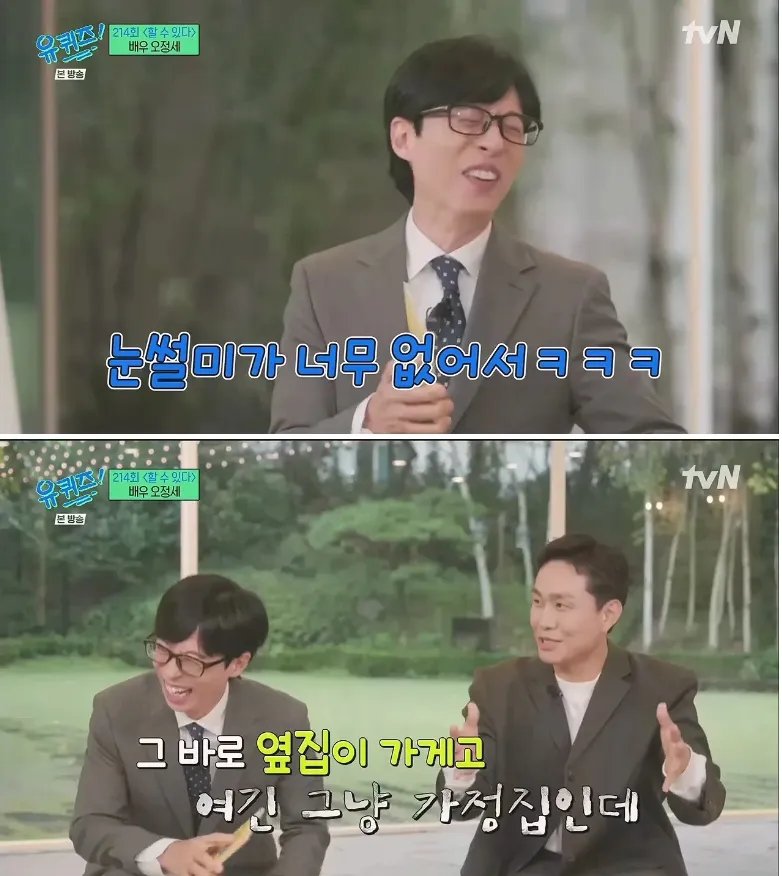 유퀴즈!
214회 <할 수 있다>
배우 오정세
본 방송
tvN
눈썰미가 너무 없어서ㅋㅋㅋ
유퀴즈!
214회 <할 수 있다>
배우 오정세
본 방송
tvN
그 바로 옆집이 가게고
여긴 그냥 가정집인데